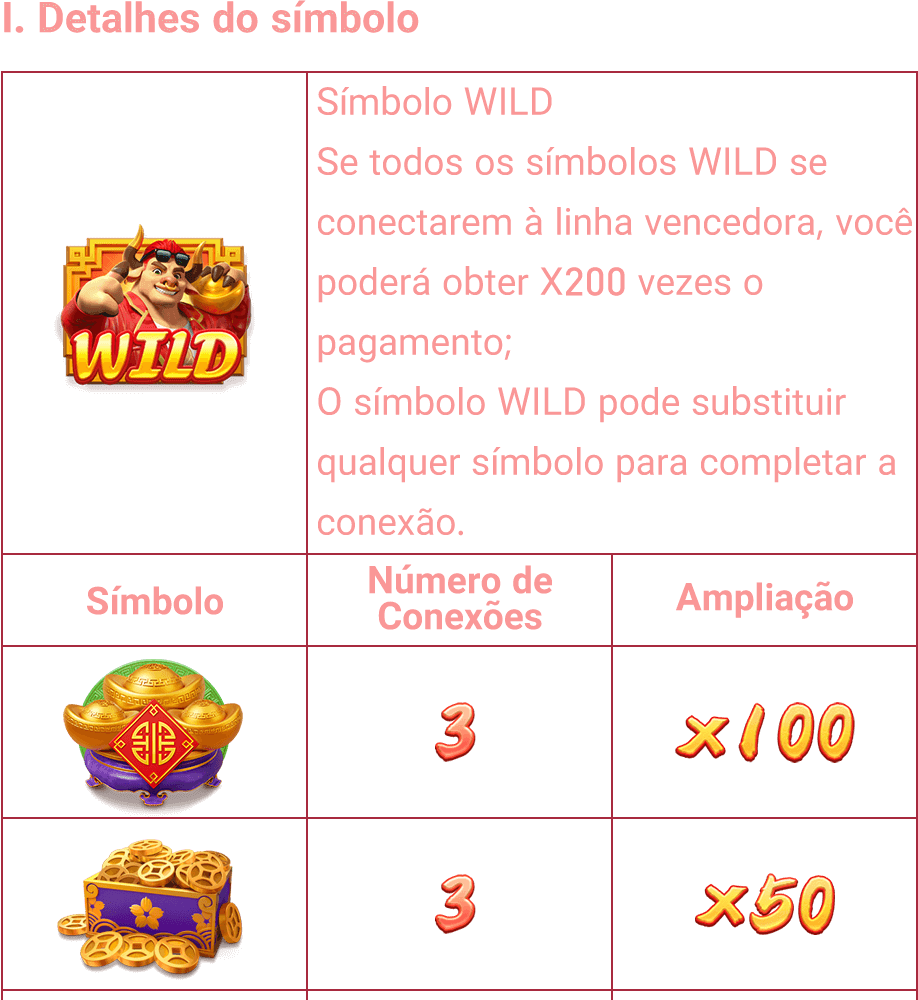 I. Detalhes do símbolo
Símbolo WILD
Se todos os símbolos WILD se
conectarem à linha vencedora, você
poderá obter X200 vezes o
pagamento;
O símbolo WILD pode substituir
qualquer símbolo para completar a
conexão.
WILD
Símbolo
Número de
Conexões
Ampliação
3
x100
3
x50